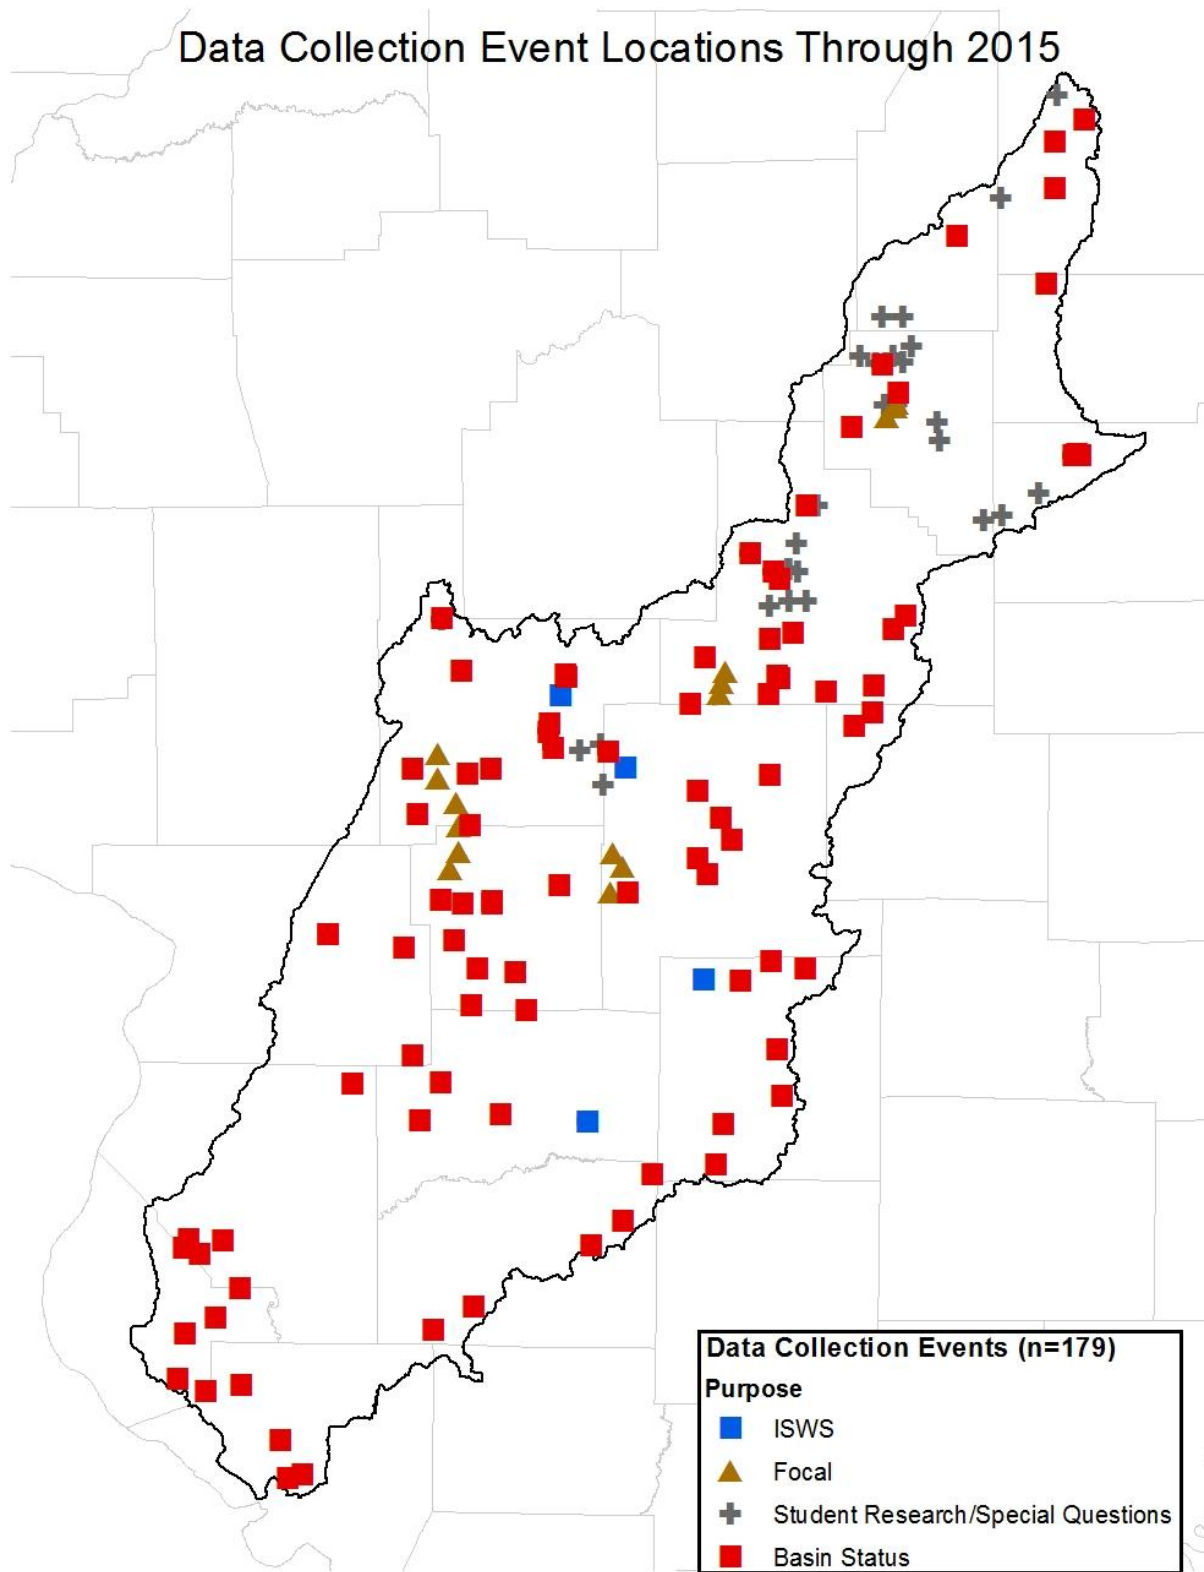 Data Collection Event Locations Through 2015
Data Collection Events (n=179)
Purpose
ISWS
Focal
Student Research/Special Questions
Basin Status